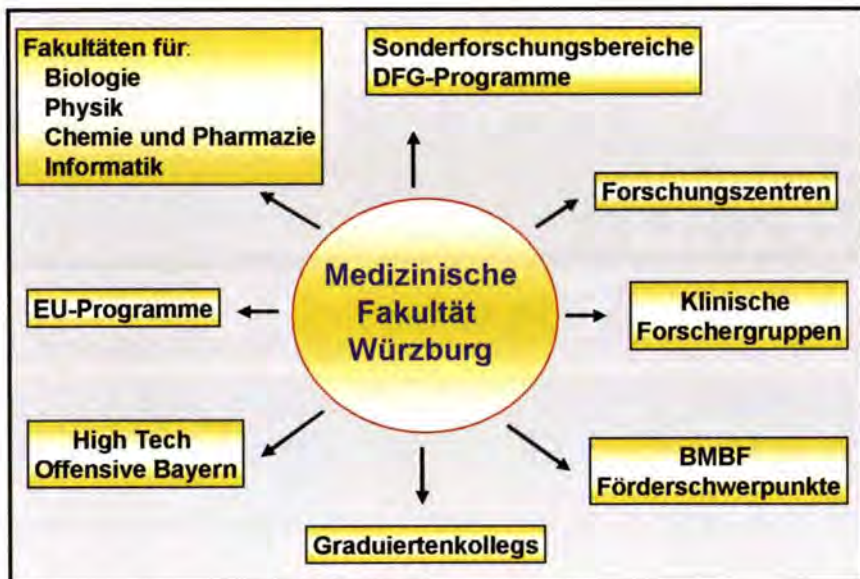 Fakultäten für:
Biologie
Physik
Chemie und Pharmazie
Informatik
Sonderforschungsbereiche
DFG-Programme
Forschungszentren
Medizinische
Fakultät
Würzburg
EU-Programme
Klinische
Forschergruppen
High Tech
Offensive Bayern
BMBF
Förderschwerpunkte
Graduiertenkollegs